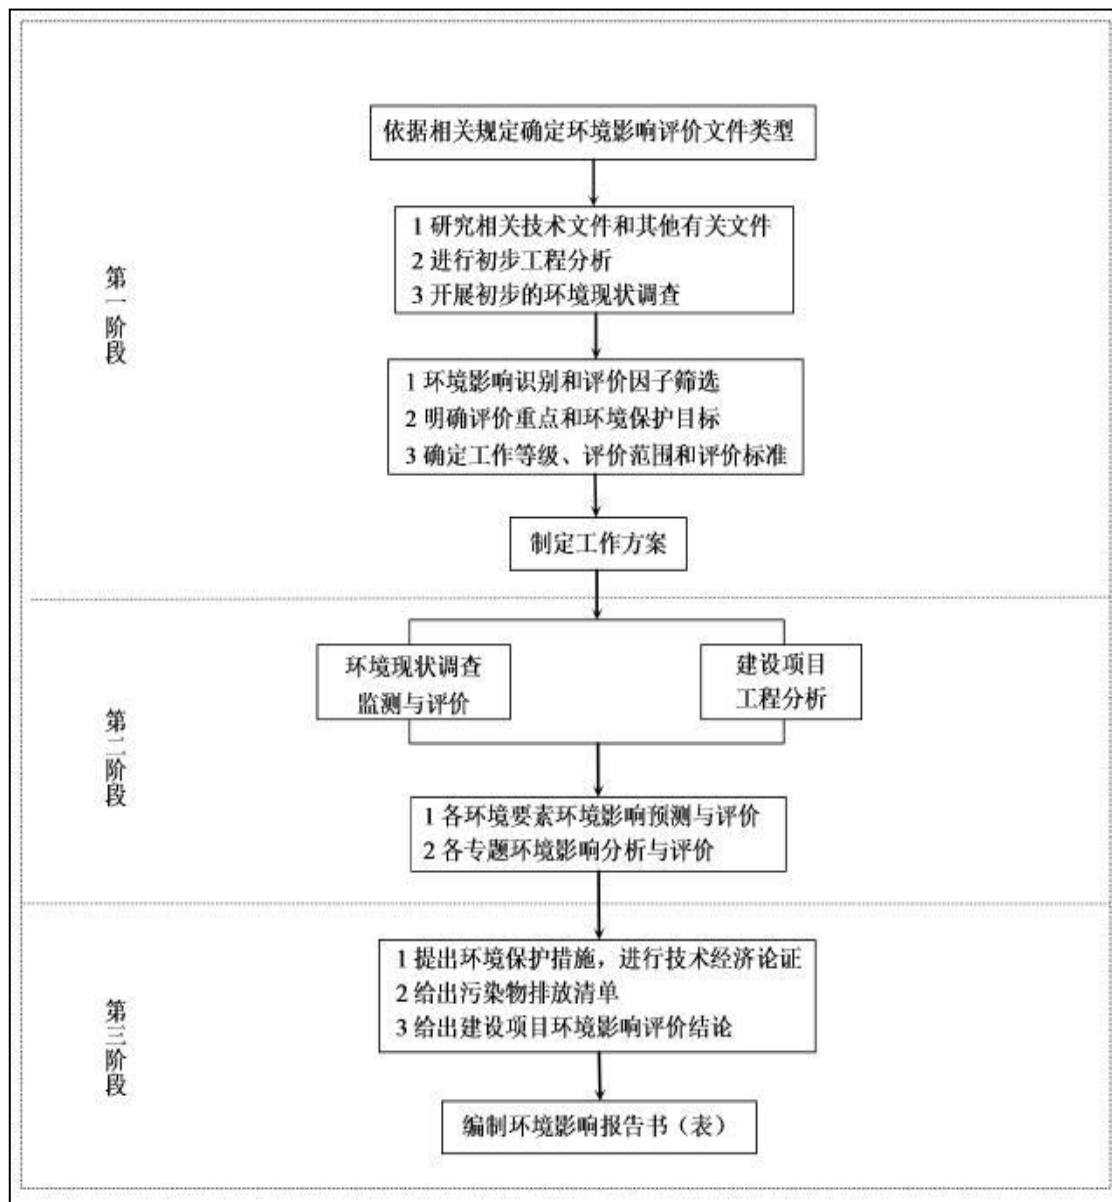 依据相关规定确定环境影响评价文件类型
1 研究相关技术文件和其他有关文件
2 进行初步工程分析
3 开展初步的环境现状调查
第一阶段
1 环境影响识别和评价因子筛选
2 明确评价重点和环境保护目标
3 确定工作等级、评价范围和评价标准
制定工作方案
环境现状调查
监测与评价
建设项目
工程分析
第二阶段
1 各环境要素环境影响预测与评价
2 各专题环境影响分析与评价
1 提出环境保护措施，进行技术经济论证
2 给出污染物排放清单
3 给出建设项目环境影响评价结论
第三阶段
编制环境影响报告书（表）